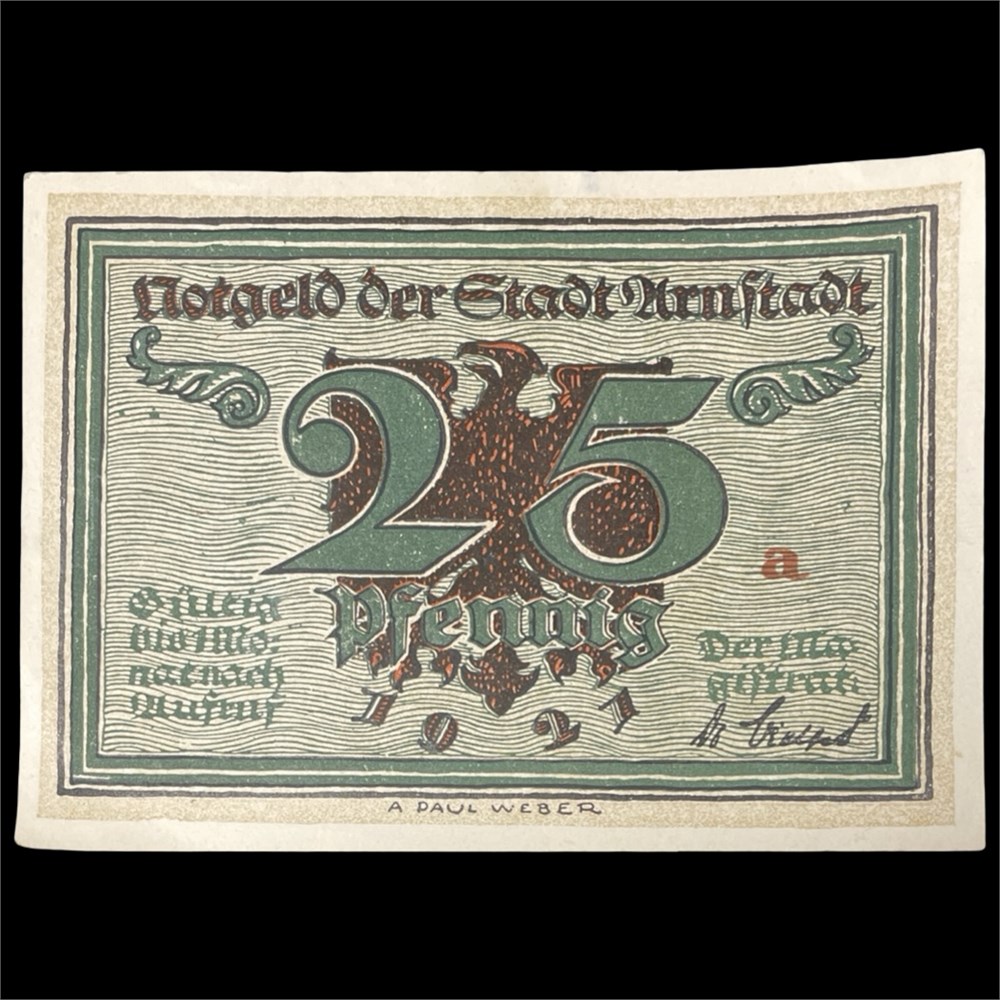 Notgeld der Stadt Arnstadt
25
a
Pfennig
Gültig
bis 1 Mo-
nat nach
Aufruf
Der Ma-
gistrat:
1921
A PAUL WEBER